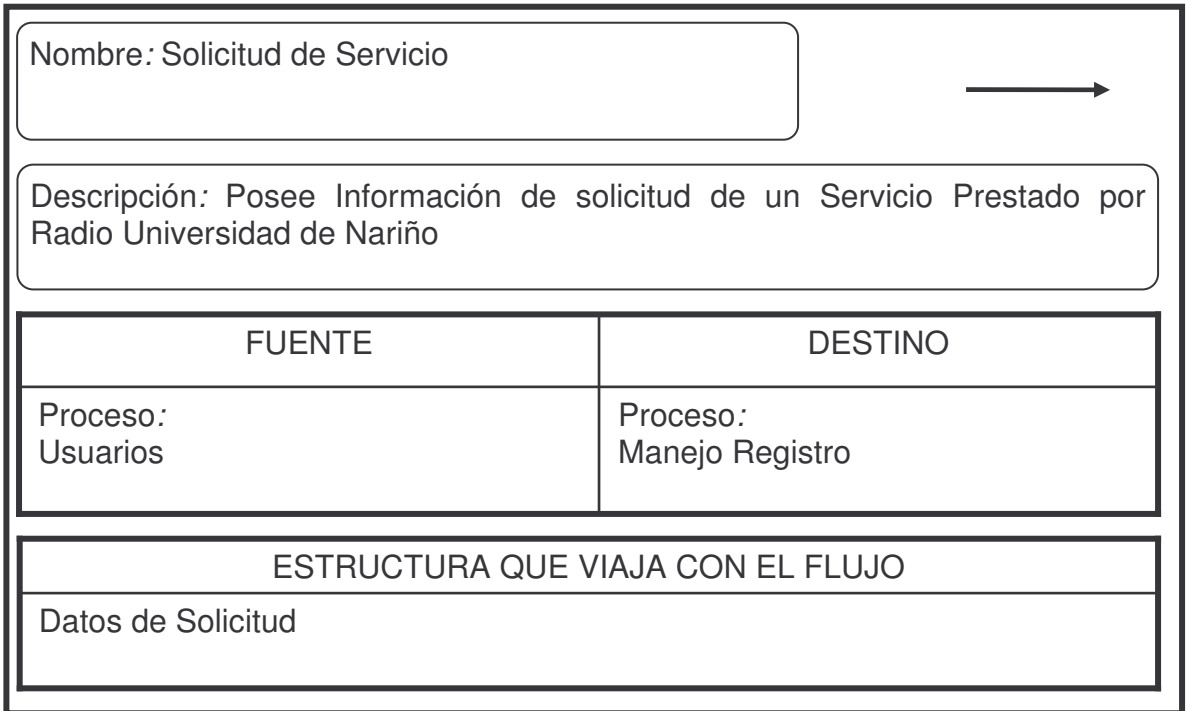 Nombre: Solicitud de Servicio
Descripción: Posee Información de solicitud de un Servicio Prestado por
Radio Universidad de Nariño
FUENTE
DESTINO
Proceso:
Usuarios
Proceso:
Manejo Registro
ESTRUCTURA QUE VIAJA CON EL FLUJO
Datos de Solicitud